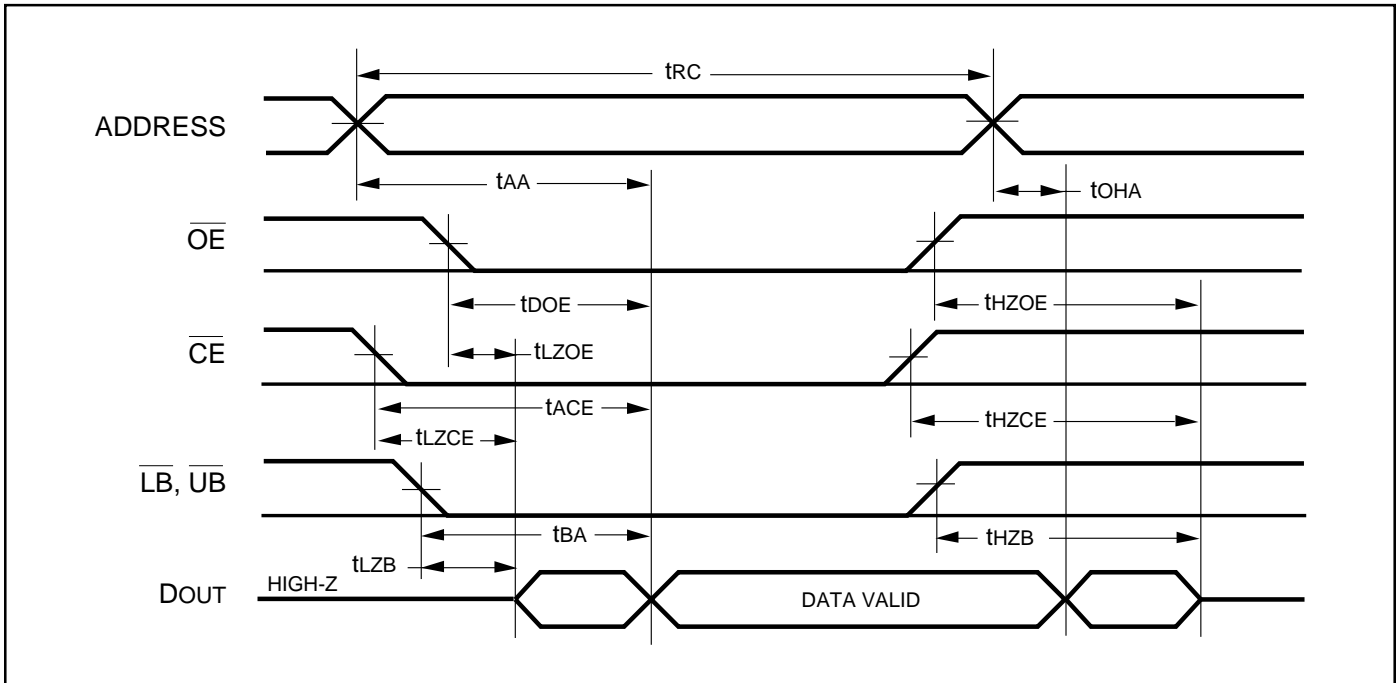 tRC
ADDRESS
tAA
tOHA
OE
tDOE
tHZOE
CE
tLZOE
tACE
tHZCE
tLZCE
LB, UB
tBA
tHZB
tLZB
DOUT
HIGH-Z
DATA VALID